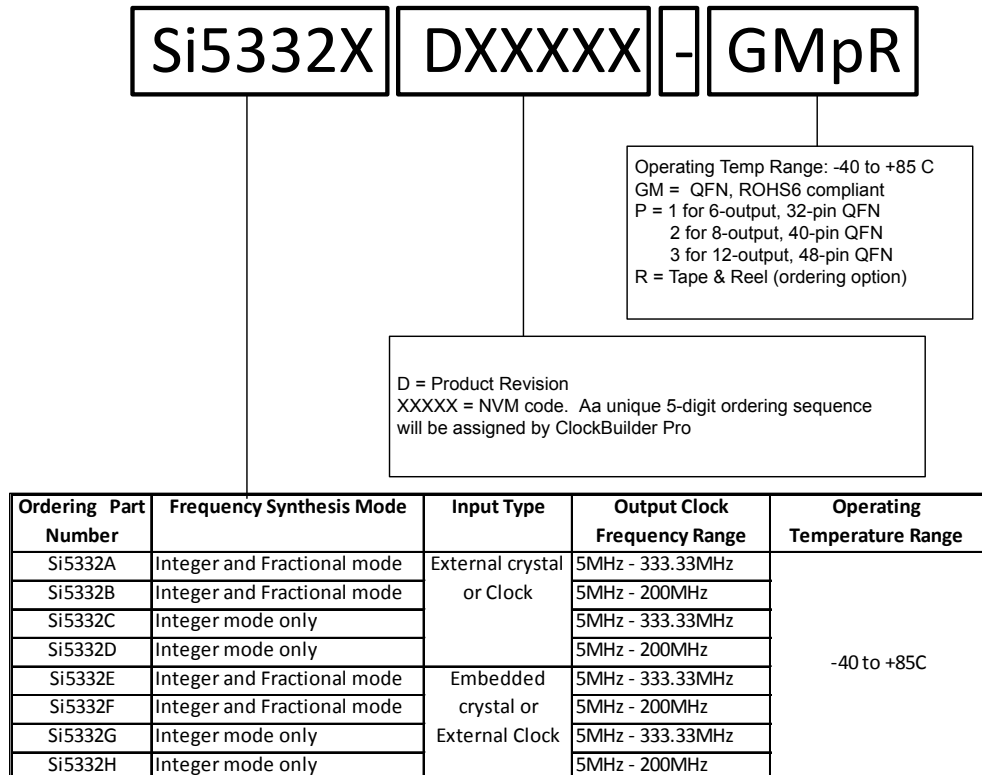 Si5332X DXXXXX - GMpR
Operating Temp Range: -40 to +85 C
GM = QFN, ROHS6 compliant
P = 1 for 6-output, 32-pin QFN
2 for 8-output, 40-pin QFN
3 for 12-output, 48-pin QFN
R = Tape & Reel (ordering option)
D = Product Revision
XXXXX = NVM code. Aa unique 5-digit ordering sequence
will be assigned by ClockBuilder Pro
Ordering Part Number Frequency Synthesis Mode Input Type Output Clock Frequency Range Operating Temperature Range
Si5332A Integer and Fractional mode External crystal 5MHz - 333.33MHz
Si5332B Integer and Fractional mode or Clock 5MHz - 200MHz
Si5332C Integer mode only 5MHz - 333.33MHz
Si5332D Integer mode only 5MHz - 200MHz
-40 to +85C
Si5332E Integer and Fractional mode Embedded 5MHz - 333.33MHz
Si5332F Integer and Fractional mode crystal or 5MHz - 200MHz
Si5332G Integer mode only External Clock 5MHz - 333.33MHz
Si5332H Integer mode only 5MHz - 200MHz